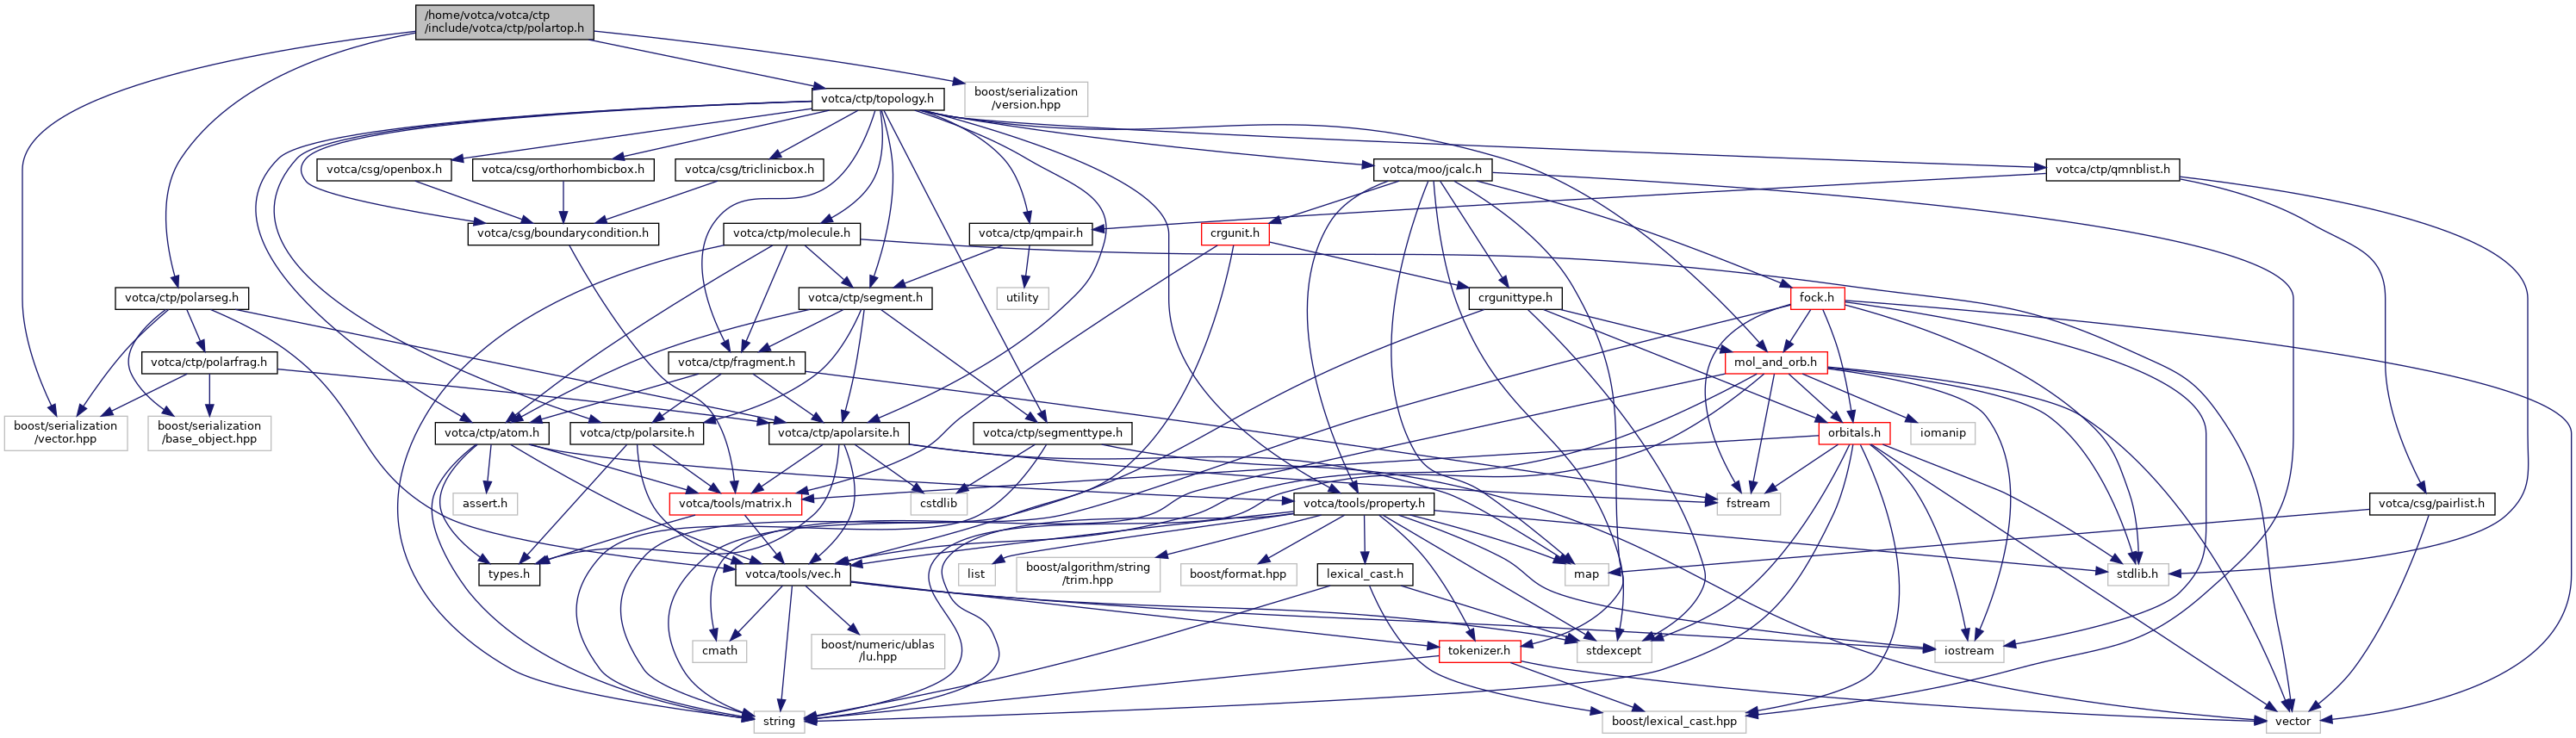 /home/votca/votca/ctp
/include/votca/ctp/polartop.h
boost/serialization
/version.hpp
votca/ctp/topology.h
votca/csg/openbox.h
votca/csg/orthorhombicbox.h
votca/csg/triclinicbox.h
votca/moo/jcalc.h
votca/ctp/qmnblist.h
votca/csg/boundarycondition.h
votca/ctp/molecule.h
votca/ctp/qmpair.h
crgunit.h
votca/ctp/polarseg.h
votca/ctp/segment.h
utility
crgunittype.h
fock.h
votca/ctp/polarfrag.h
votca/ctp/fragment.h
mol_and_orb.h
boost/serialization
/vector.hpp
boost/serialization
/base_object.hpp
votca/ctp/atom.h
votca/ctp/polarsite.h
votca/ctp/apolarsite.h
votca/ctp/segmenttype.h
orbitals.h
iomanip
assert.h
votca/tools/matrix.h
cstdlib
votca/tools/property.h
fstream
votca/csg/pairlist.h
types.h
votca/tools/vec.h
list
boost/algorithm/string
/trim.hpp
boost/format.hpp
lexical_cast.h
map
stdlib.h
cmath
boost/numeric/ublas
/lu.hpp
tokenizer.h
stdexcept
iostream
string
boost/lexical_cast.hpp
vector